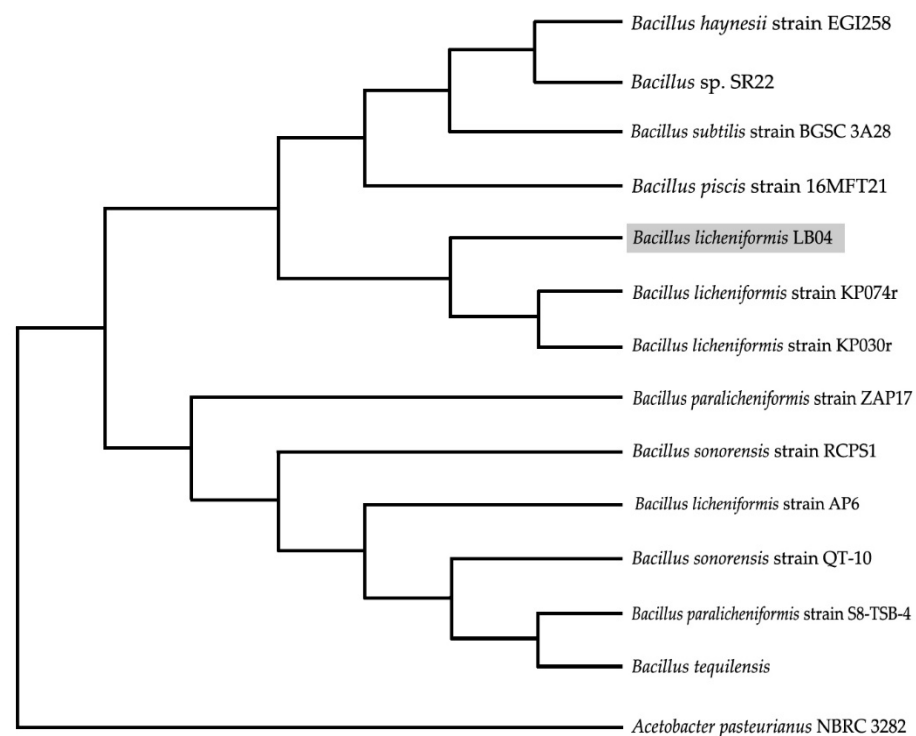 Bacillus haynesii strain EGI258
Bacillus sp. SR22
Bacillus subtilis strain BGSC 3A28
Bacillus piscis strain 16MFT21
Bacillus licheniformis LB04
Bacillus licheniformis strain KP074r
Bacillus licheniformis strain KP030r
Bacillus paralicheniformis strain ZAP17
Bacillus sonorensis strain RCPS1
Bacillus licheniformis strain AP6
Bacillus sonorensis strain QT-10
Bacillus paralicheniformis strain S8-TSB-4
Bacillus tequilensis
Acetobacter pasteurianus NBRC 3282